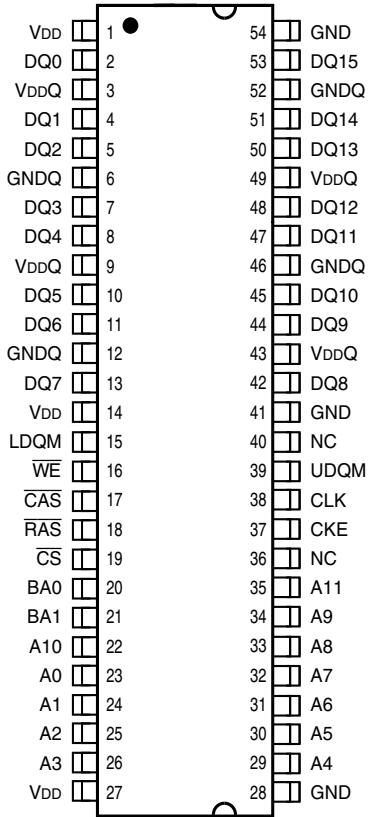 VDD 1 54 GND
DQ0 2 53 DQ15
VDDQ 3 52 GNDQ
DQ1 4 51 DQ14
DQ2 5 50 DQ13
GNDQ 6 49 VDDQ
DQ3 7 48 DQ12
DQ4 8 47 DQ11
VDDQ 9 46 GNDQ
DQ5 10 45 DQ10
DQ6 11 44 DQ9
GNDQ 12 43 VDDQ
DQ7 13 42 DQ8
VDD 14 41 GND
LDQM 15 40 NC
W̅E̅ 16 39 UDQM
C̅A̅S̅ 17 38 CLK
R̅A̅S̅ 18 37 CKE
C̅S̅ 19 36 NC
BA0 20 35 A11
BA1 21 34 A9
A10 22 33 A8
A0 23 32 A7
A1 24 31 A6
A2 25 30 A5
A3 26 29 A4
VDD 27 28 GND